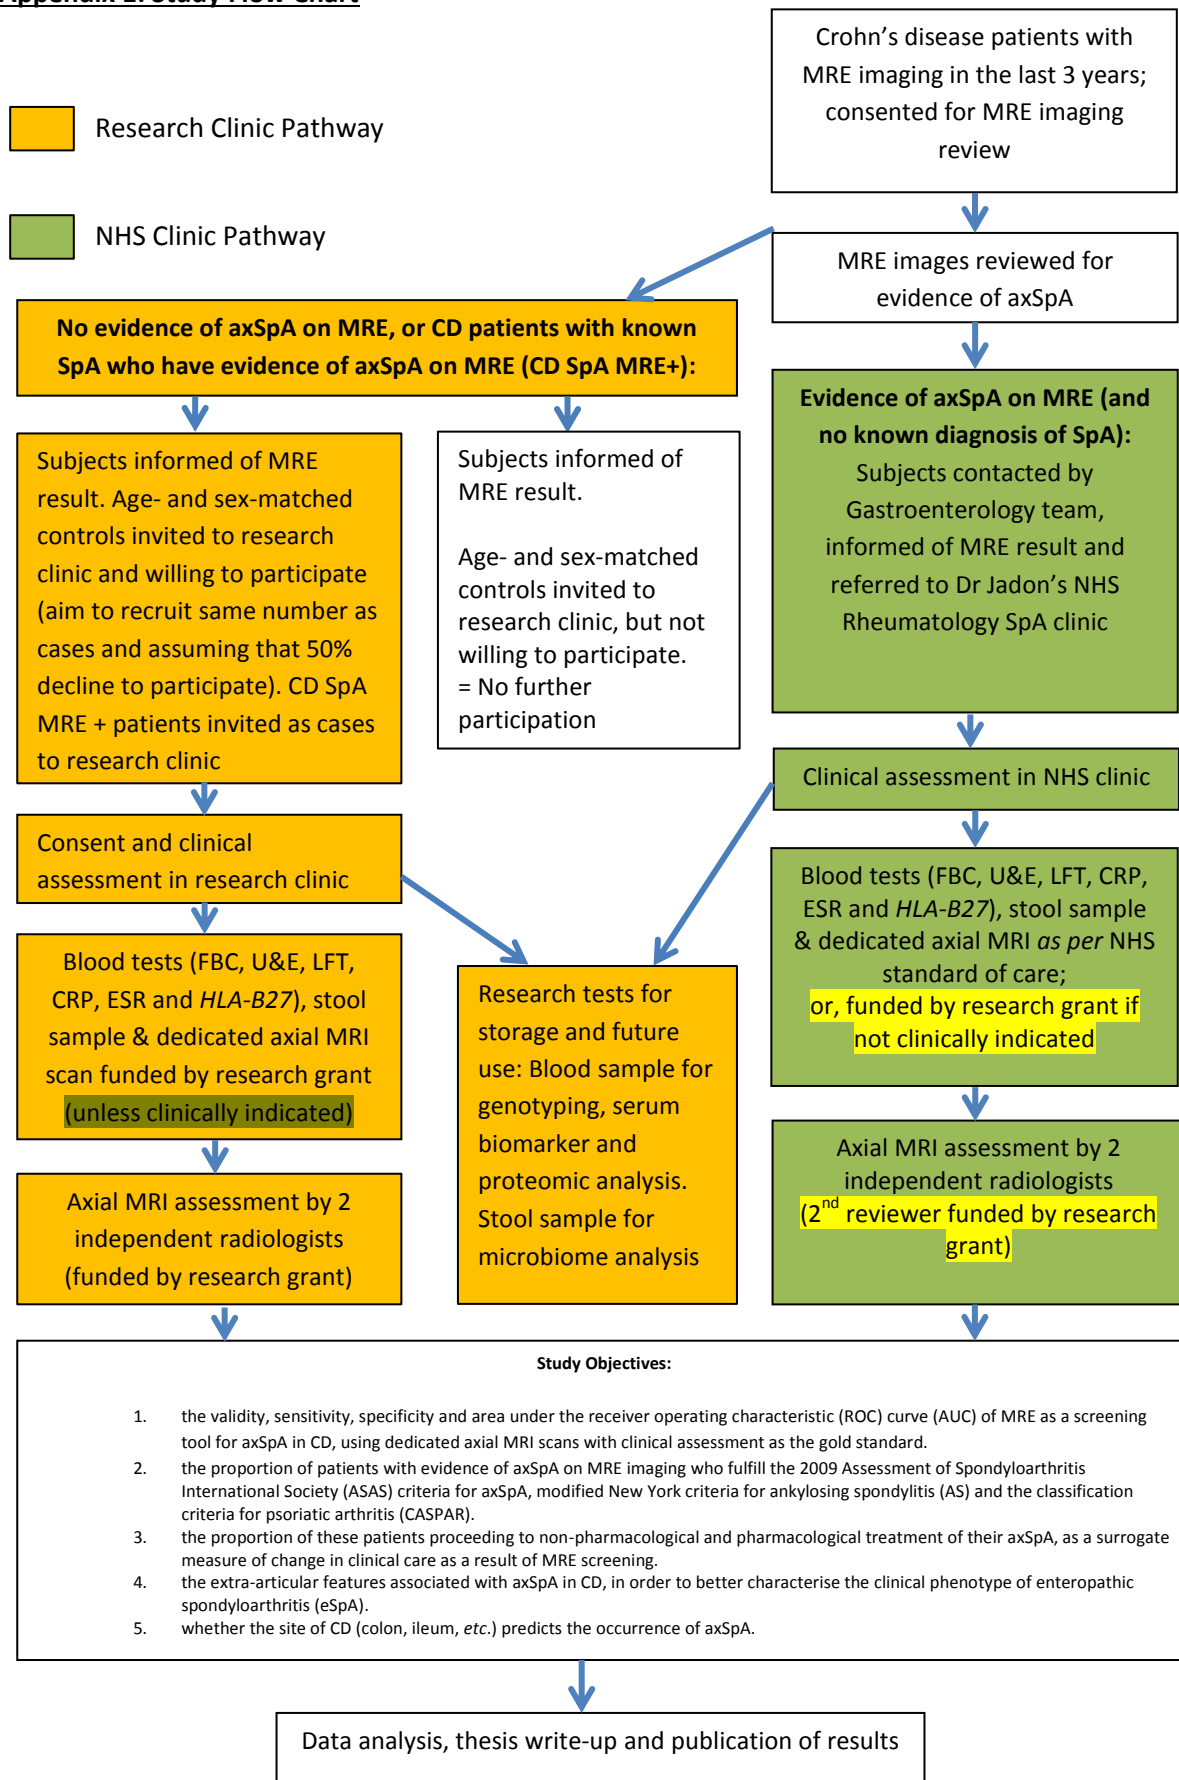 Appendix 1: Study Flow Chart
Crohn’s disease patients with
MRE imaging in the last 3 years;
consented for MRE imaging
review
Research Clinic Pathway
NHS Clinic Pathway
MRE images reviewed for
evidence of axSpA
No evidence of axSpA on MRE, or CD patients with known
SpA who have evidence of axSpA on MRE (CD SpA MRE+):
Evidence of axSpA on MRE (and
no known diagnosis of SpA):
Subjects contacted by
Gastroenterology team,
informed of MRE result and
referred to Dr Jadon’s NHS
Rheumatology SpA clinic
Subjects informed of MRE
result. Age- and sex-matched
controls invited to research
clinic and willing to participate
(aim to recruit same number as
cases and assuming that 50%
decline to participate). CD SpA
MRE + patients invited as cases
to research clinic
Subjects informed of
MRE result.
Age- and sex-matched
controls invited to
research clinic, but not
willing to participate.
= No further
participation
Clinical assessment in NHS clinic
Consent and clinical
assessment in research clinic
Blood tests (FBC, U&E, LFT, CRP,
ESR and HLA-B27), stool sample
& dedicated axial MRI as per NHS
standard of care;
or, funded by research grant if
not clinically indicated
Blood tests (FBC, U&E, LFT,
CRP, ESR and HLA-B27), stool
sample & dedicated axial MRI
scan funded by research grant
(unless clinically indicated)
Research tests for
storage and future
use: Blood sample for
genotyping, serum
biomarker and
proteomic analysis.
Stool sample for
microbiome analysis
Axial MRI assessment by 2
independent radiologists
(2nd reviewer funded by research
grant)
Axial MRI assessment by 2
independent radiologists
(funded by research grant)
Study Objectives:
1. the validity, sensitivity, specificity and area under the receiver operating characteristic (ROC) curve (AUC) of MRE as a screening
tool for axSpA in CD, using dedicated axial MRI scans with clinical assessment as the gold standard.
2. the proportion of patients with evidence of axSpA on MRE imaging who fulfill the 2009 Assessment of Spondyloarthritis
International Society (ASAS) criteria for axSpA, modified New York criteria for ankylosing spondylitis (AS) and the classification
criteria for psoriatic arthritis (CASPAR).
3. the proportion of these patients proceeding to non-pharmacological and pharmacological treatment of their axSpA, as a surrogate
measure of change in clinical care as a result of MRE screening.
4. the extra-articular features associated with axSpA in CD, in order to better characterise the clinical phenotype of enteropathic
spondyloarthritis (eSpA).
5. whether the site of CD (colon, ileum, etc.) predicts the occurrence of axSpA.
Data analysis, thesis write-up and publication of results